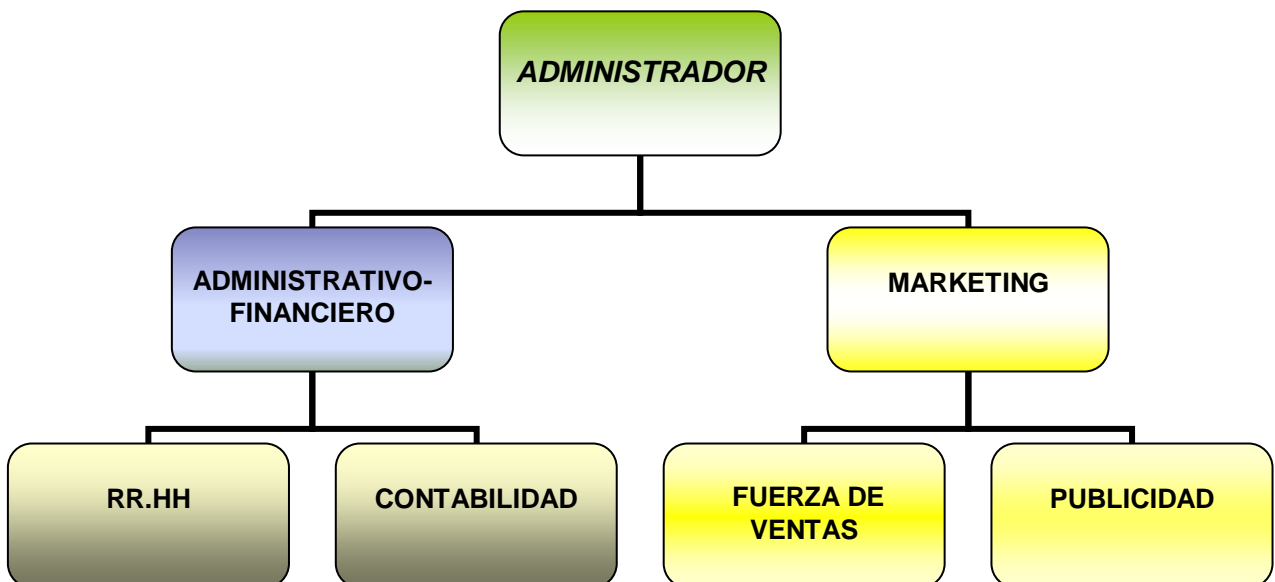 ADMINISTRADOR
ADMINISTRATIVO-
FINANCIERO
MARKETING
RR.HH
CONTABILIDAD
FUERZA DE
VENTAS
PUBLICIDAD